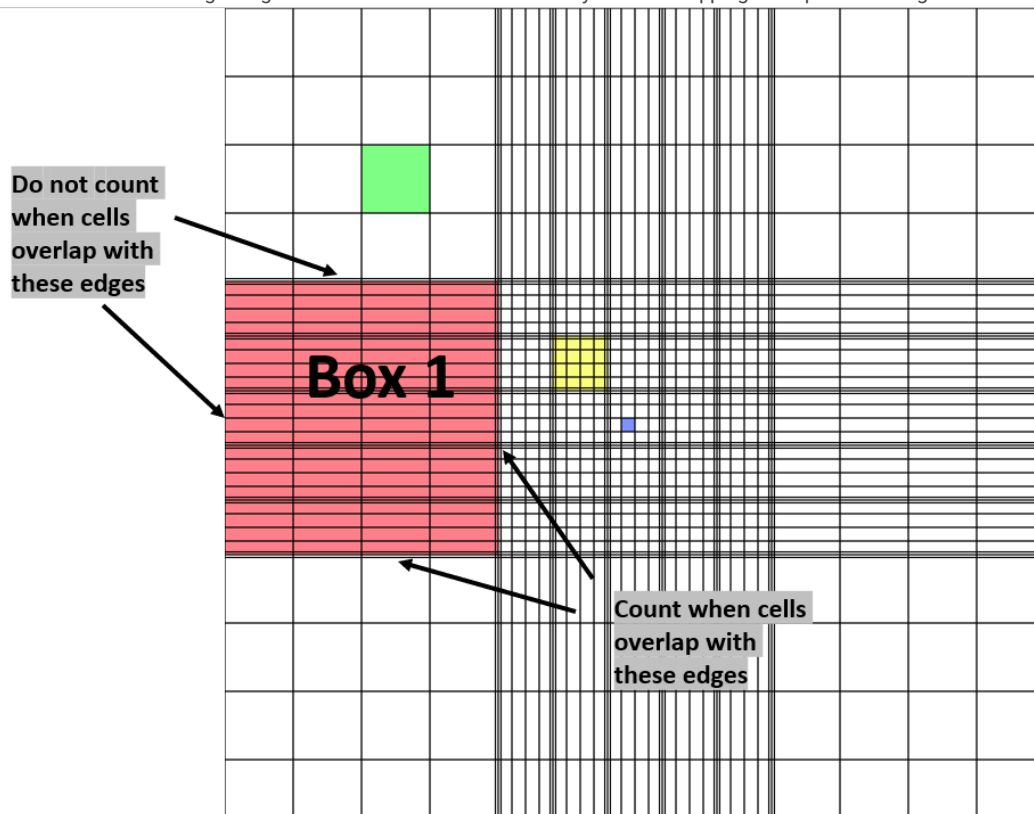 Do not count
when cells
overlap with
these edges
Box 1
Count when cells
overlap with
these edges